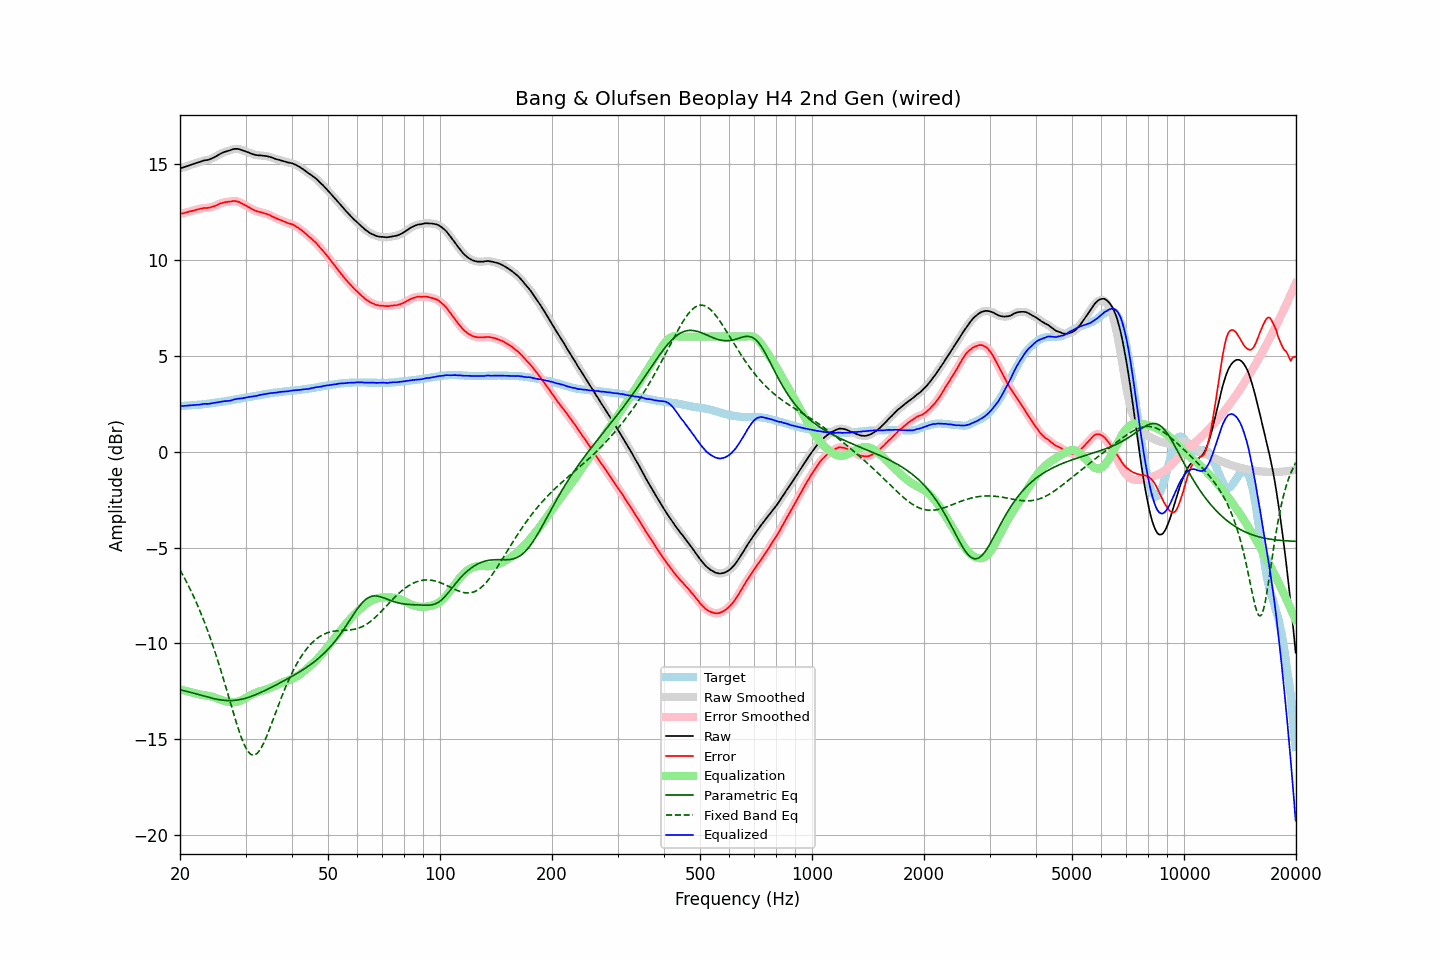 Bang & Olufsen Beoplay H4 2nd Gen (wired)
Amplitude (dBr)
15
10
5
0
−5
−10
−15
−20
Target
Raw Smoothed
Error Smoothed
Raw
Error
Equalization
Parametric Eq
Fixed Band Eq
Equalized
20 50 100 200 500 1000 2000 5000 10000 20000
Frequency (Hz)